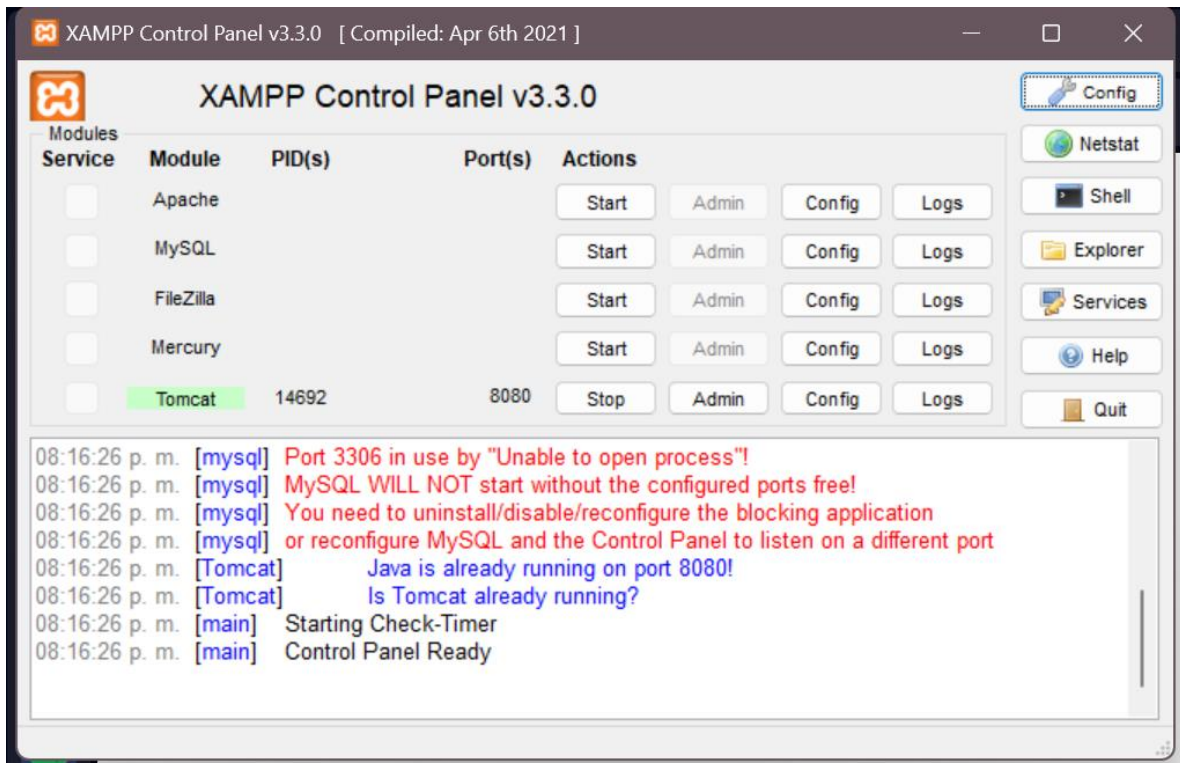 XAMPP Control Panel v3.3.0 [ Compiled: Apr 6th 2021 ]
XAMPP Control Panel v3.3.0
Config
Modules
Netstat
Service Module PID(s) Port(s) Actions
Apache Start Admin Config Logs
Shell
MySQL Start Admin Config Logs
Explorer
FileZilla Start Admin Config Logs
Services
Mercury Start Admin Config Logs
Help
Tomcat 14692 8080 Stop Admin Config Logs
Quit
08:16:26 p. m. [mysql] Port 3306 in use by "Unable to open process"!
08:16:26 p. m. [mysql] MySQL WILL NOT start without the configured ports free!
08:16:26 p. m. [mysql] You need to uninstall/disable/reconfigure the blocking application
08:16:26 p. m. [mysql] or reconfigure MySQL and the Control Panel to listen on a different port
08:16:26 p. m. [Tomcat] Java is already running on port 8080!
08:16:26 p. m. [Tomcat] Is Tomcat already running?
08:16:26 p. m. [main] Starting Check-Timer
08:16:26 p. m. [main] Control Panel Ready